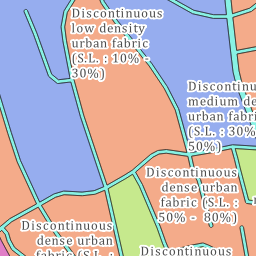 Discontinuous
low density
urban fabric
(S.L. : 10% -
30%)
Discontinu
medium de
urban fabri
(S.L. : 30%
50%)
Discontinuous
dense urban
fabric (S.L. :
50% - 80%)
Discontinuous
dense urban
fabric (S.L. :
Discontinuous